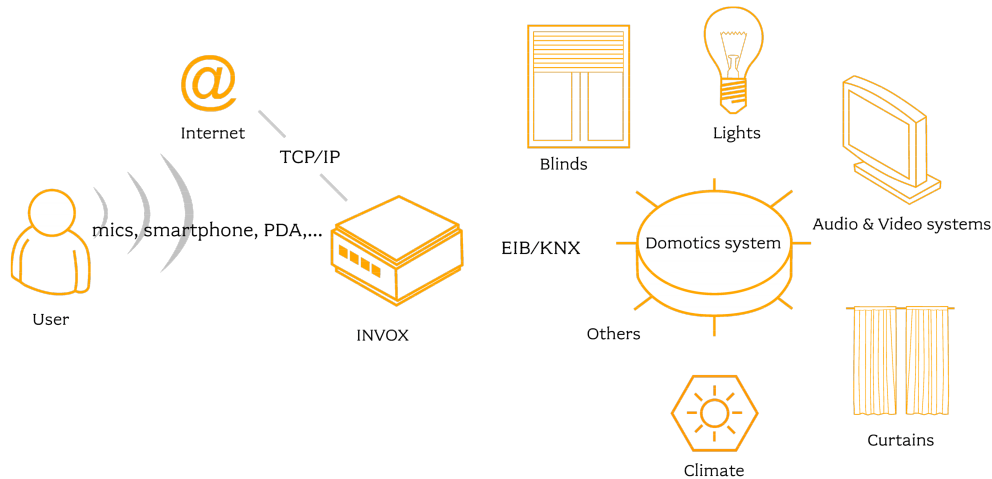 @
Internet
TCP/IP
mics, smartphone, PDA,...
User
INVOX
EIB/KNX
Blinds
Lights
Audio & Video systems
Domotics system
Others
Climate
Curtains